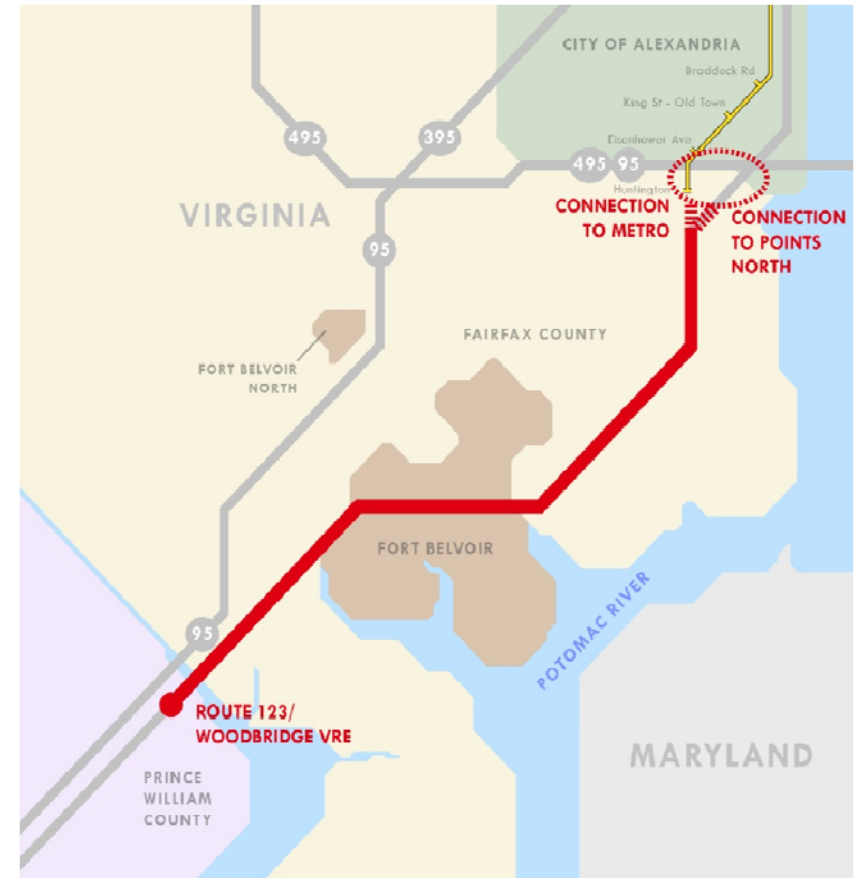 CITY OF ALEXANDRIA
Braddock Rd
King St - Old Town
Eisenhower Ave
495
395
495 95
Huntington
CONNECTION
TO METRO
CONNECTION
TO POINTS
NORTH
VIRGINIA
95
FAIRFAX COUNTY
FORT BELVOIR
NORTH
FORT BELVOIR
POTOMAC RIVER
95
ROUTE 123/
WOODBRIDGE VRE
MARYLAND
PRINCE
WILLIAM
COUNTY